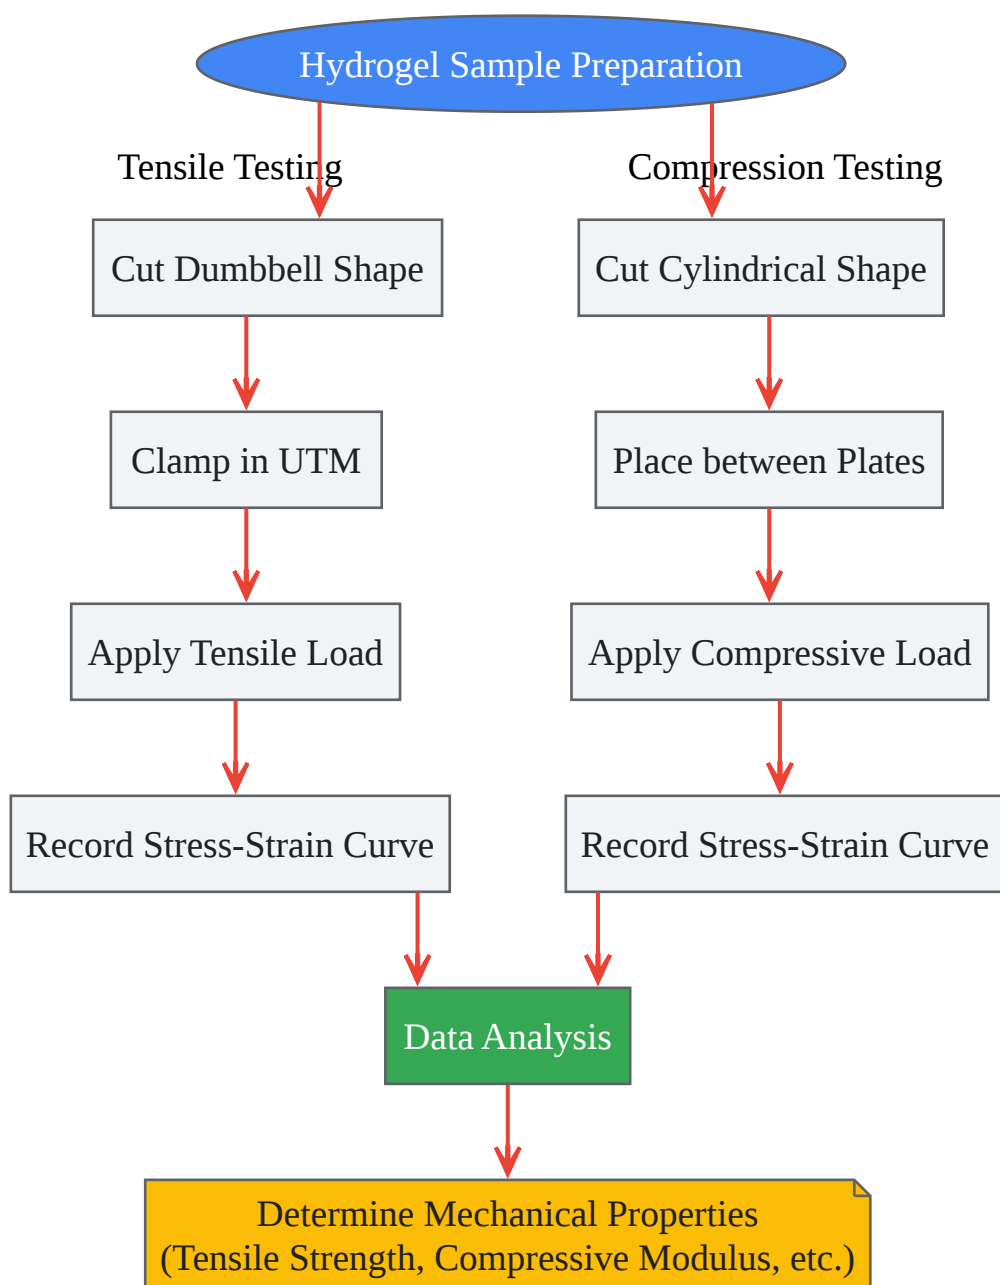 Hydrogel Sample Preparation
Tensile Testing
Compression Testing
Cut Dumbbell Shape
Cut Cylindrical Shape
Clamp in UTM
Place between Plates
Apply Tensile Load
Apply Compressive Load
Record Stress-Strain Curve
Record Stress-Strain Curve
Data Analysis
Determine Mechanical Properties
(Tensile Strength, Compressive Modulus, etc.)